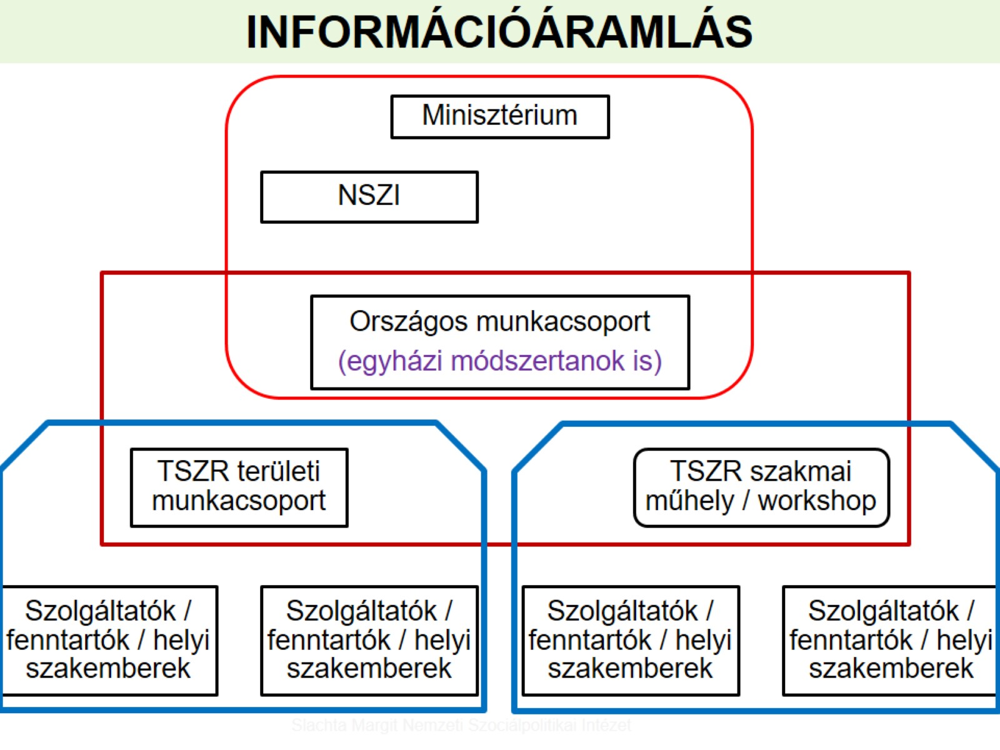 INFORMÁCIÓÁRAMLÁS
Minisztérium
NSZI
Országos munkacsoport
(egyházi módszertanok is)
TSZR területi
munkacsoport
TSZR szakmai
műhely / workshop
Szolgáltatók /
fenntartók / helyi
szakemberek
Szolgáltatók /
fenntartók / helyi
szakemberek
Szolgáltatók /
fenntartók / helyi
szakemberek
Szolgáltatók /
fenntartók / helyi
szakemberek
Slachta Margit Nemzeti Szociálpolitikai Intézet